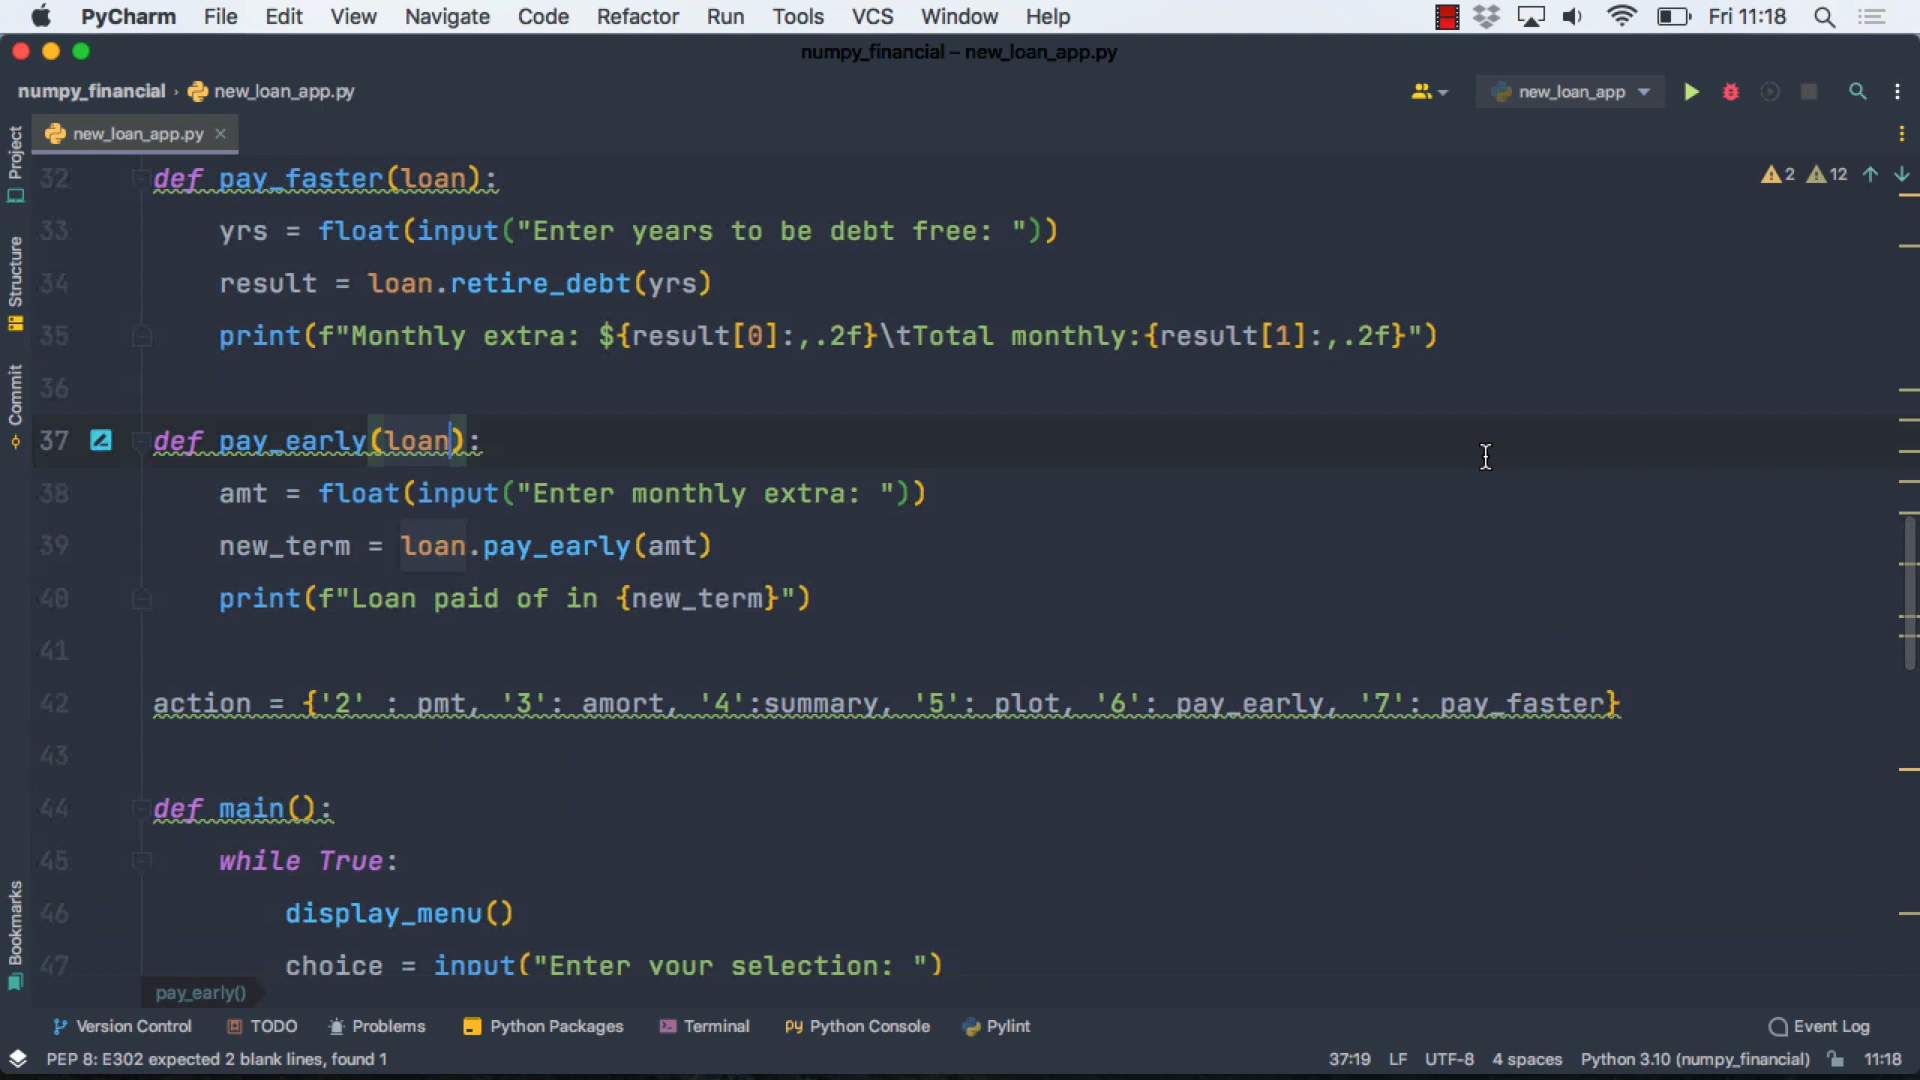 PyCharm File Edit View Navigate Code Refactor Run Tools VCS Window Help Fri 11:18
numpy_financial – new_loan_app.py
numpy_financial › new_loan_app.py new_loan_app
new_loan_app.py
Project
Structure
Commit
Bookmarks
2 12
32 def pay_faster(loan):
33 yrs = float(input("Enter years to be debt free: "))
34 result = loan.retire_debt(yrs)
35 print(f"Monthly extra: ${result[0]:,.2f}\tTotal monthly:{result[1]:,.2f}")
36
37 def pay_early(loan):
38 amt = float(input("Enter monthly extra: "))
39 new_term = loan.pay_early(amt)
40 print(f"Loan paid of in {new_term}")
41
42 action = {'2' : pmt, '3': amort, '4':summary, '5': plot, '6': pay_early, '7': pay_faster}
43
44 def main():
45 while True:
46 display_menu()
47 choice = input("Enter your selection: ")
pay_early()
Version Control TODO Problems Python Packages Terminal Python Console Pylint Event Log
PEP 8: E302 expected 2 blank lines, found 1 37:19 LF UTF-8 4 spaces Python 3.10 (numpy_financial) 11:18